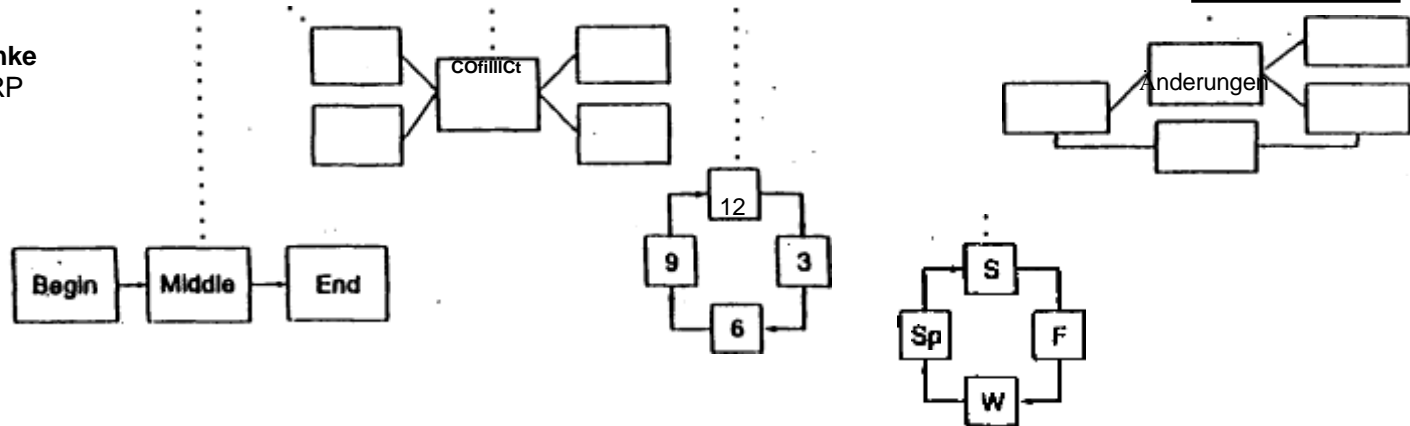 nke
RP
COfillICt
Änderungen
12
9
3
6
Begin
Middle
End
S
Sp
F
W